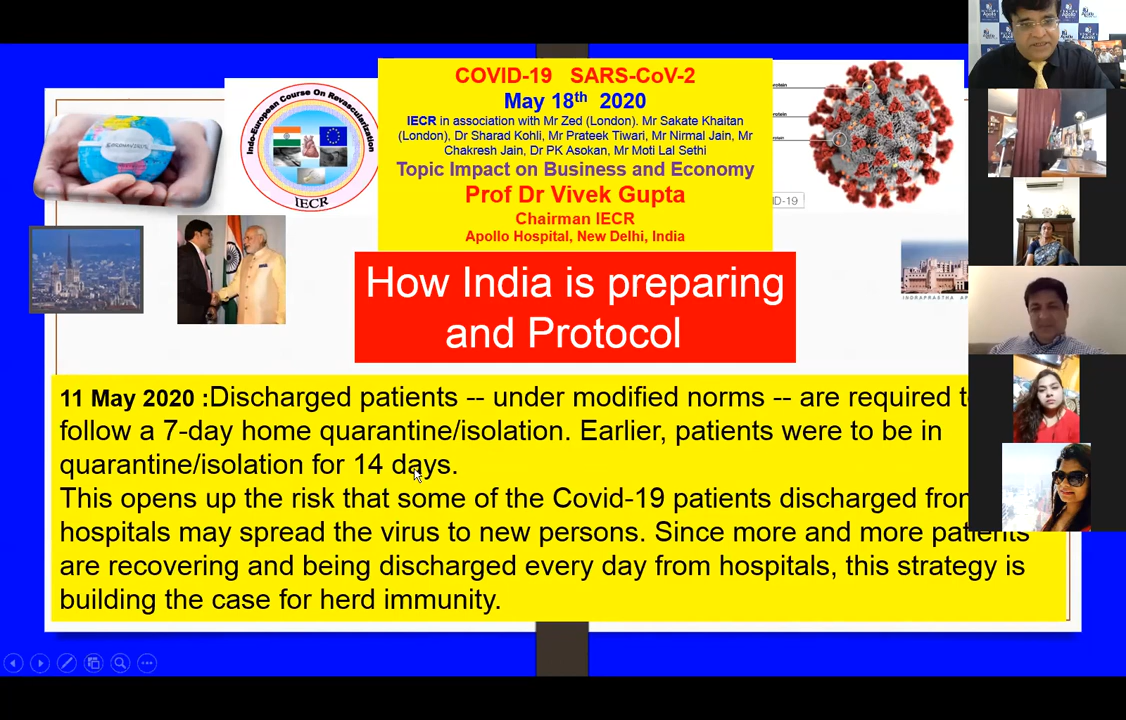 COVID-19 SARS-CoV-2
May 18th 2020
IECR in association with Mr Zed (London). Mr Sakate Khaitan
(London), Dr Sharad Kohli, Mr Prateek Tiwari, Mr Nirmal Jain, Mr
Chakresh Jain, Dr PK Asokan, Mr Moti Lal Sethi
Topic Impact on Business and Economy
Prof Dr Vivek Gupta
Chairman IECR
Apollo Hospital, New Delhi, India
Indo-European Course On Revascularization
IECR
Apollo
How India is preparing
and Protocol
11 May 2020 :Discharged patients -- under modified norms -- are required
follow a 7-day home quarantine/isolation. Earlier, patients were to be in
quarantine/isolation for 14 days.
This opens up the risk that some of the Covid-19 patients discharged
hospitals may spread the virus to new persons. Since more and more patients
are recovering and being discharged every day from hospitals, this strategy is
building the case for herd immunity.